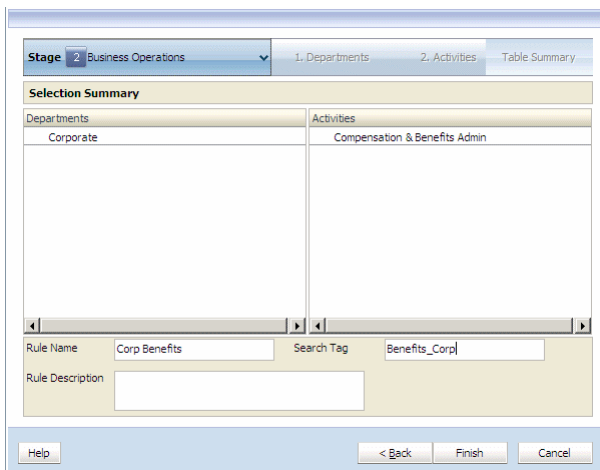 Stage 2 Business Operations 1. Departments 2. Activities Table Summary
Selection Summary
Departments Activities
Corporate Compensation & Benefits Admin
Rule Name Corp Benefits Search Tag Benefits_Corp
Rule Description
Help < Back Finish Cancel